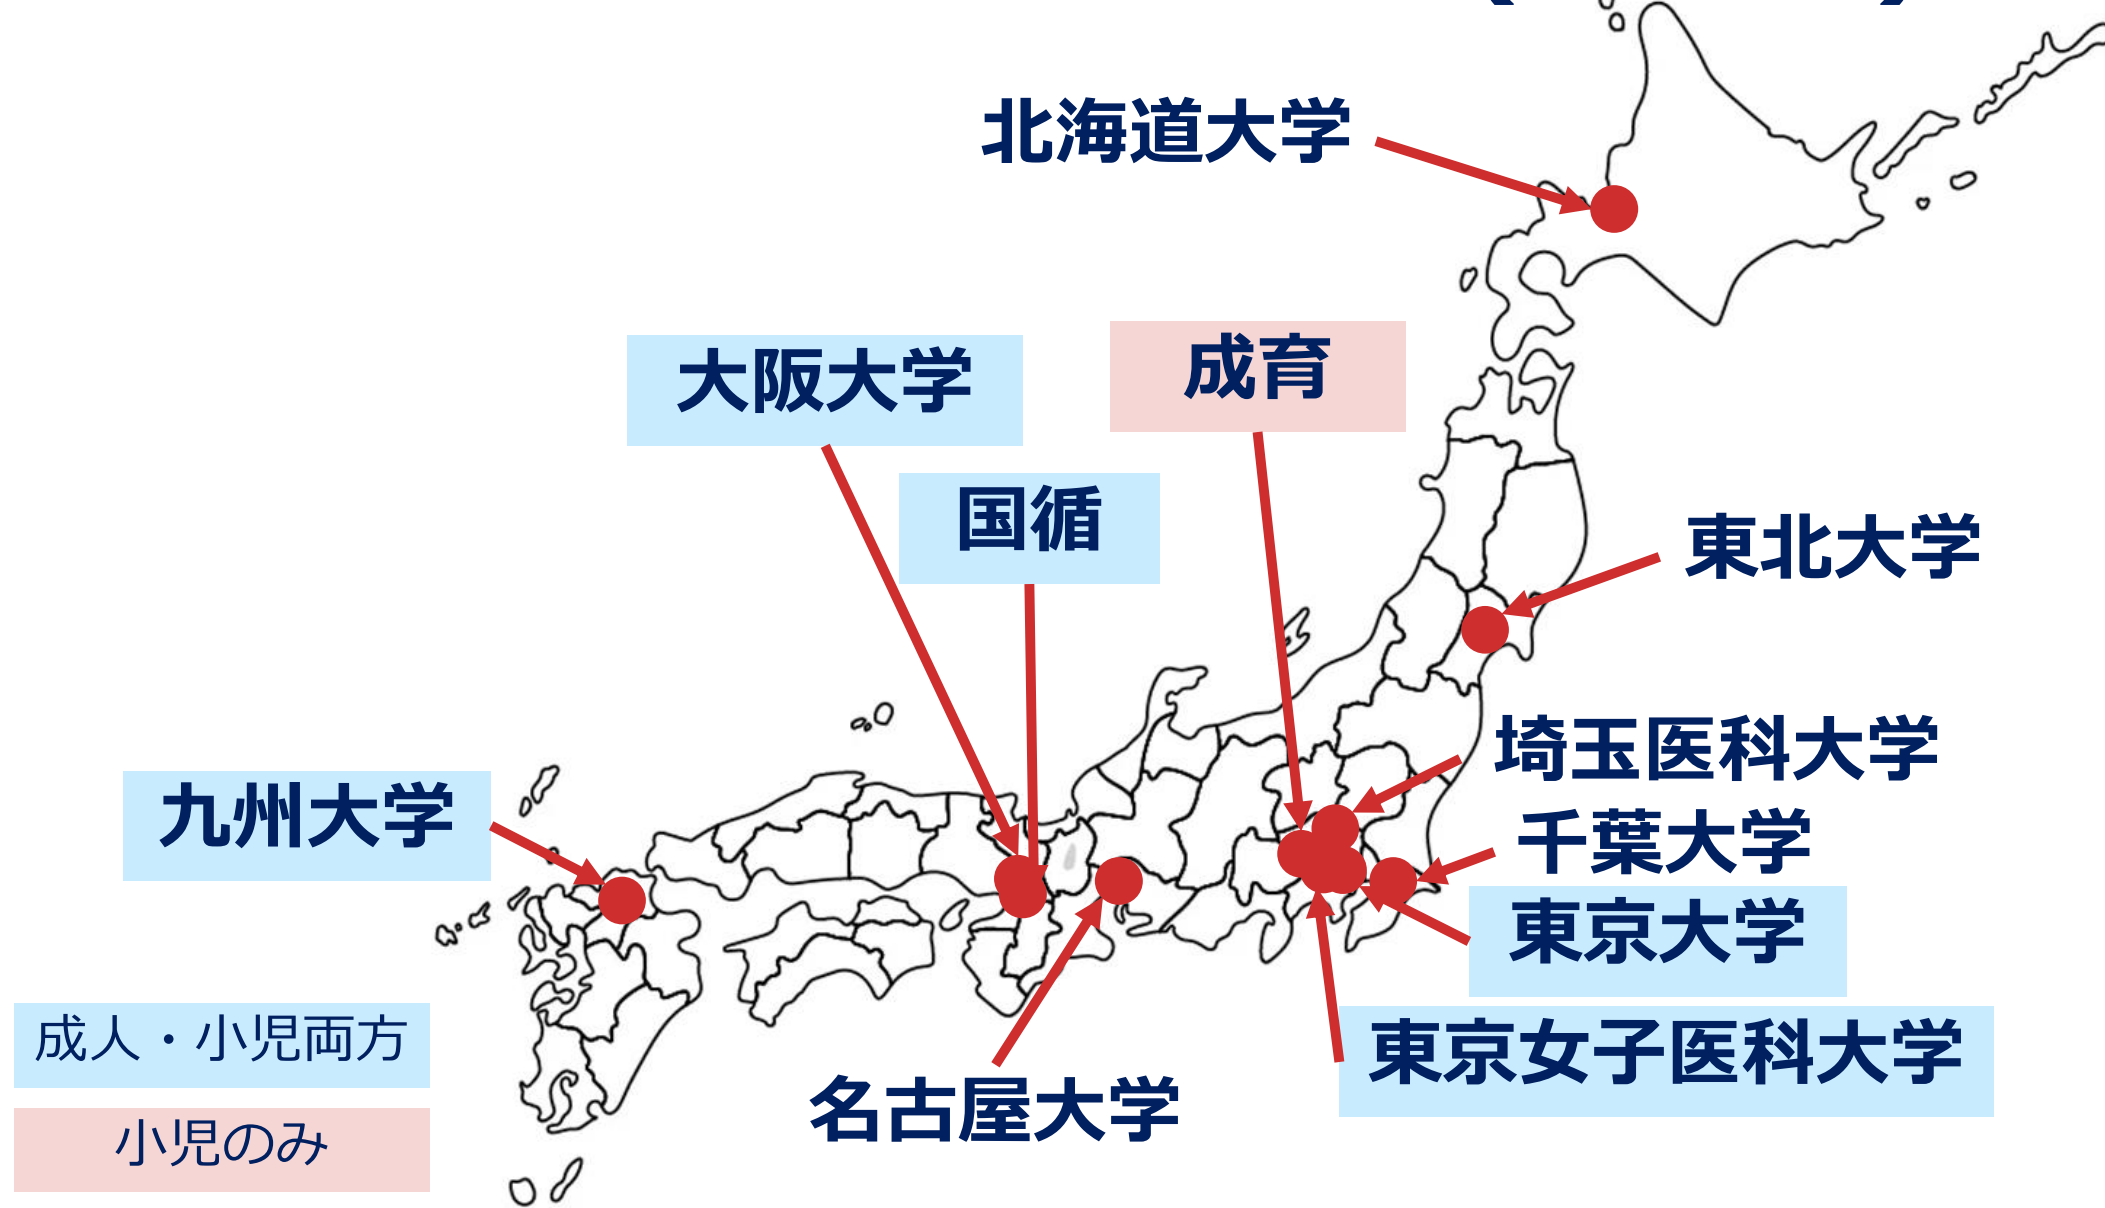 北海道大学
成育
大阪大学
国循
東北大学
埼玉医科大学
九州大学
千葉大学
東京大学
成人・小児両方
東京女子医科大学
名古屋大学
小児のみ